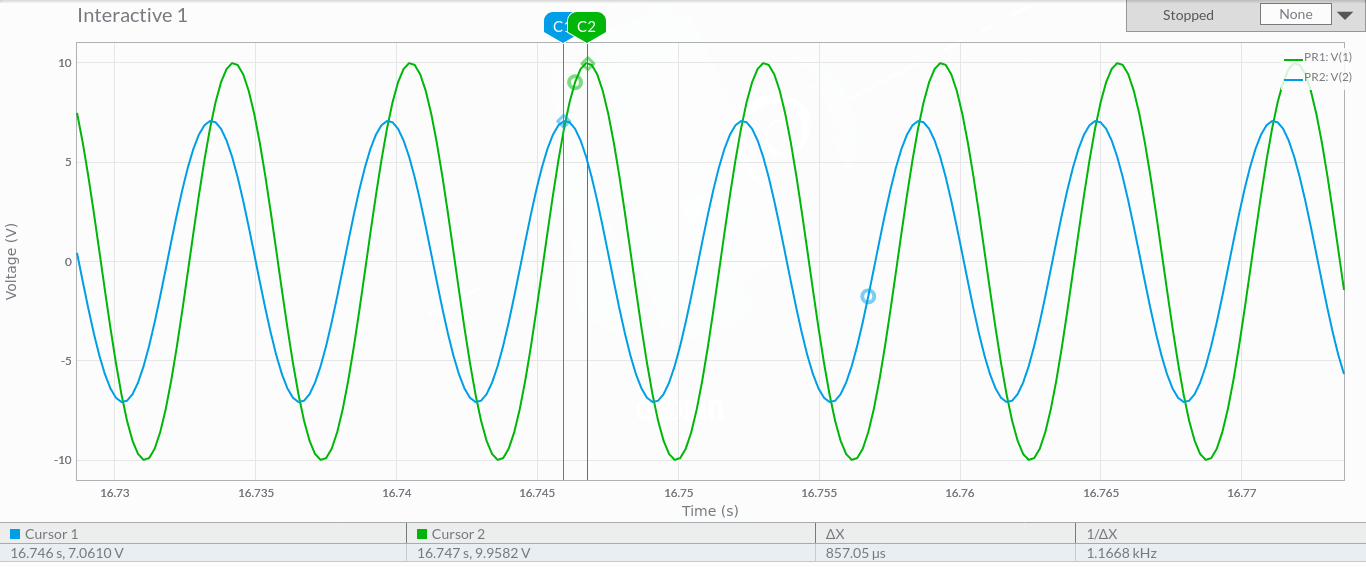 Interactive 1
Stopped
None
C1 C2
PR1: V(1)
PR2: V(2)
10
5
0
-5
-10
Voltage (V)
16.73 16.735 16.74 16.745 16.75 16.755 16.76 16.765 16.77
Time (s)
Cursor 1 Cursor 2 ΔX 1/ΔX
16.746 s, 7.0610 V 16.747 s, 9.9582 V 857.05 µs 1.1668 kHz